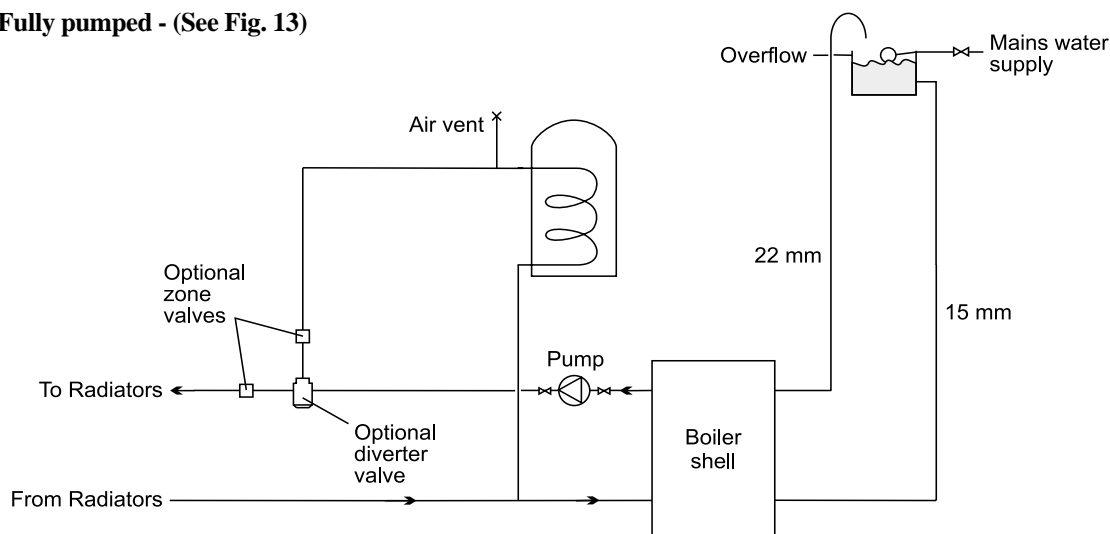 Fully pumped - (See Fig. 13)
Overflow
Mains water
supply
Air vent
22 mm
Optional
zone
valves
15 mm
Pump
To Radiators
Optional
diverter
valve
Boiler
shell
From Radiators